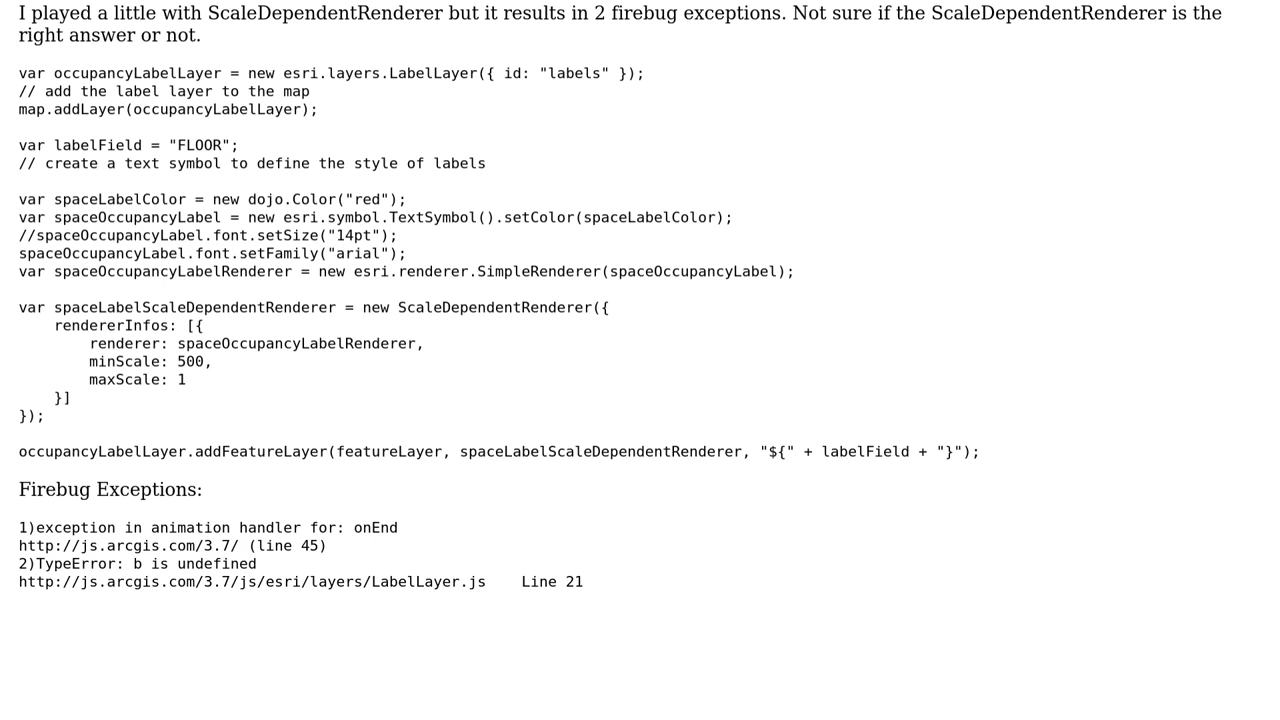 I played a little with ScaleDependentRenderer but it results in 2 firebug exceptions. Not sure if the ScaleDependentRenderer is the
right answer or not.
var occupancyLabelLayer = new esri.layers.LabelLayer({ id: "labels" });
// add the label layer to the map
map.addLayer(occupancyLabelLayer);
var labelField = "FLOOR";
// create a text symbol to define the style of labels
var spaceLabelColor = new dojo.Color("red");
var spaceOccupancyLabel = new esri.symbol.TextSymbol().setColor(spaceLabelColor);
//spaceOccupancyLabel.font.setSize("14pt");
spaceOccupancyLabel.font.setFamily("arial");
var spaceOccupancyLabelRenderer = new esri.renderer.SimpleRenderer(spaceOccupancyLabel);
var spaceLabelScaleDependentRenderer = new ScaleDependentRenderer({
    rendererInfos: [{
        renderer: spaceOccupancyLabelRenderer,
        minScale: 500,
        maxScale: 1
    }]
});
occupancyLabelLayer.addFeatureLayer(featureLayer, spaceLabelScaleDependentRenderer, "${" + labelField + "}");
Firebug Exceptions:
1)exception in animation handler for: onEnd
http://js.arcgis.com/3.7/ (line 45)
2)TypeError: b is undefined
http://js.arcgis.com/3.7/js/esri/layers/LabelLayer.js    Line 21